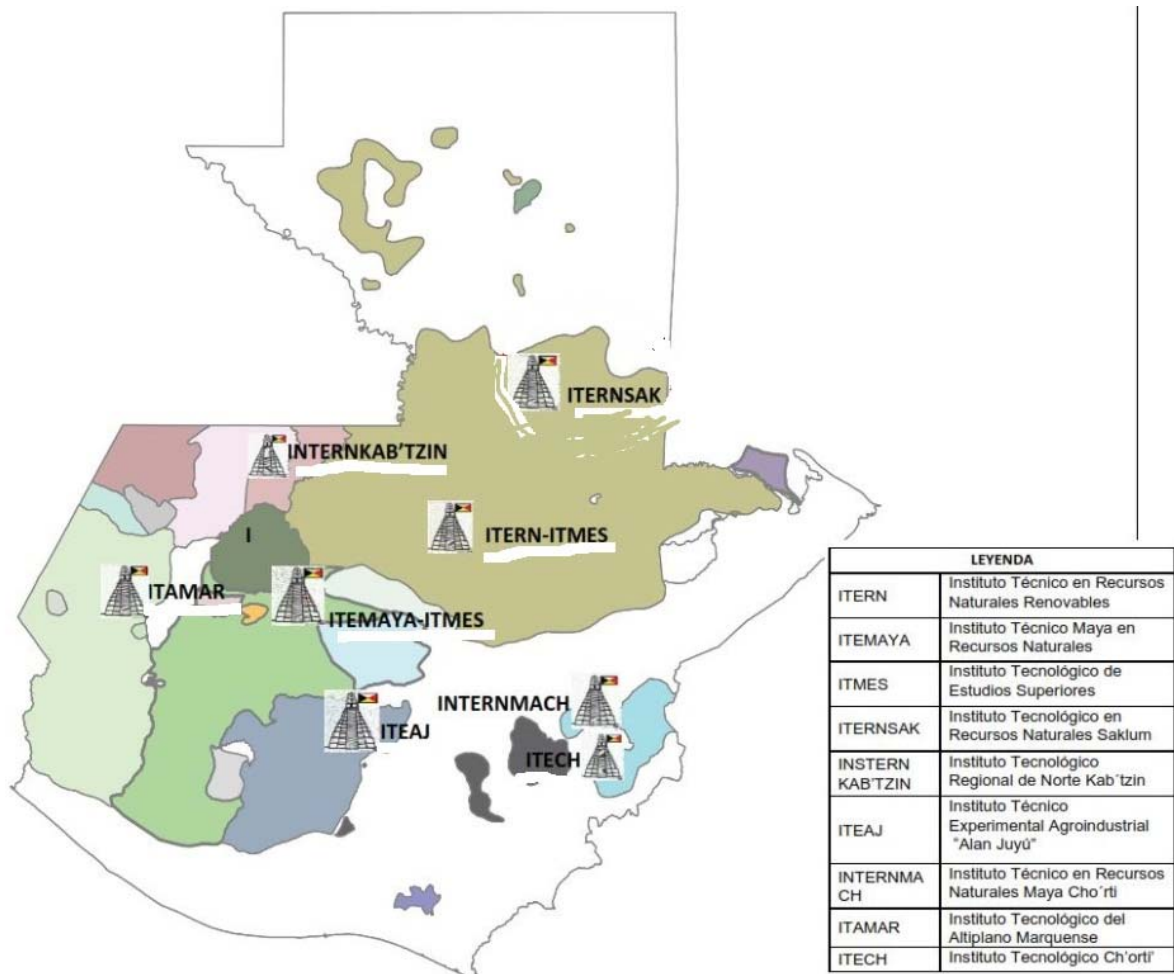 ITERNSAK
INTERNKAB’TZIN
ITERN-ITMES
I
ITAMAR
ITEMAYA-ITMES
INTERNMACH
ITEAJ
ITECH
LEYENDA
ITERN
Instituto Técnico en Recursos
Naturales Renovables
ITEMAYA
Instituto Técnico Maya en
Recursos Naturales
ITMES
Instituto Tecnológico de
Estudios Superiores
ITERNSAK
Instituto Tecnológico en
Recursos Naturales Saklum
INSTERN
KAB'TZIN
Instituto Tecnológico
Regional de Norte Kab´tzin
ITEAJ
Instituto Técnico
Experimental Agroindustrial
"Alan Juyú"
INTERNMA
CH
Instituto Técnico en Recursos
Naturales Maya Cho´rti
ITAMAR
Instituto Tecnológico del
Altiplano Marquense
ITECH
Instituto Tecnológico Ch'orti'